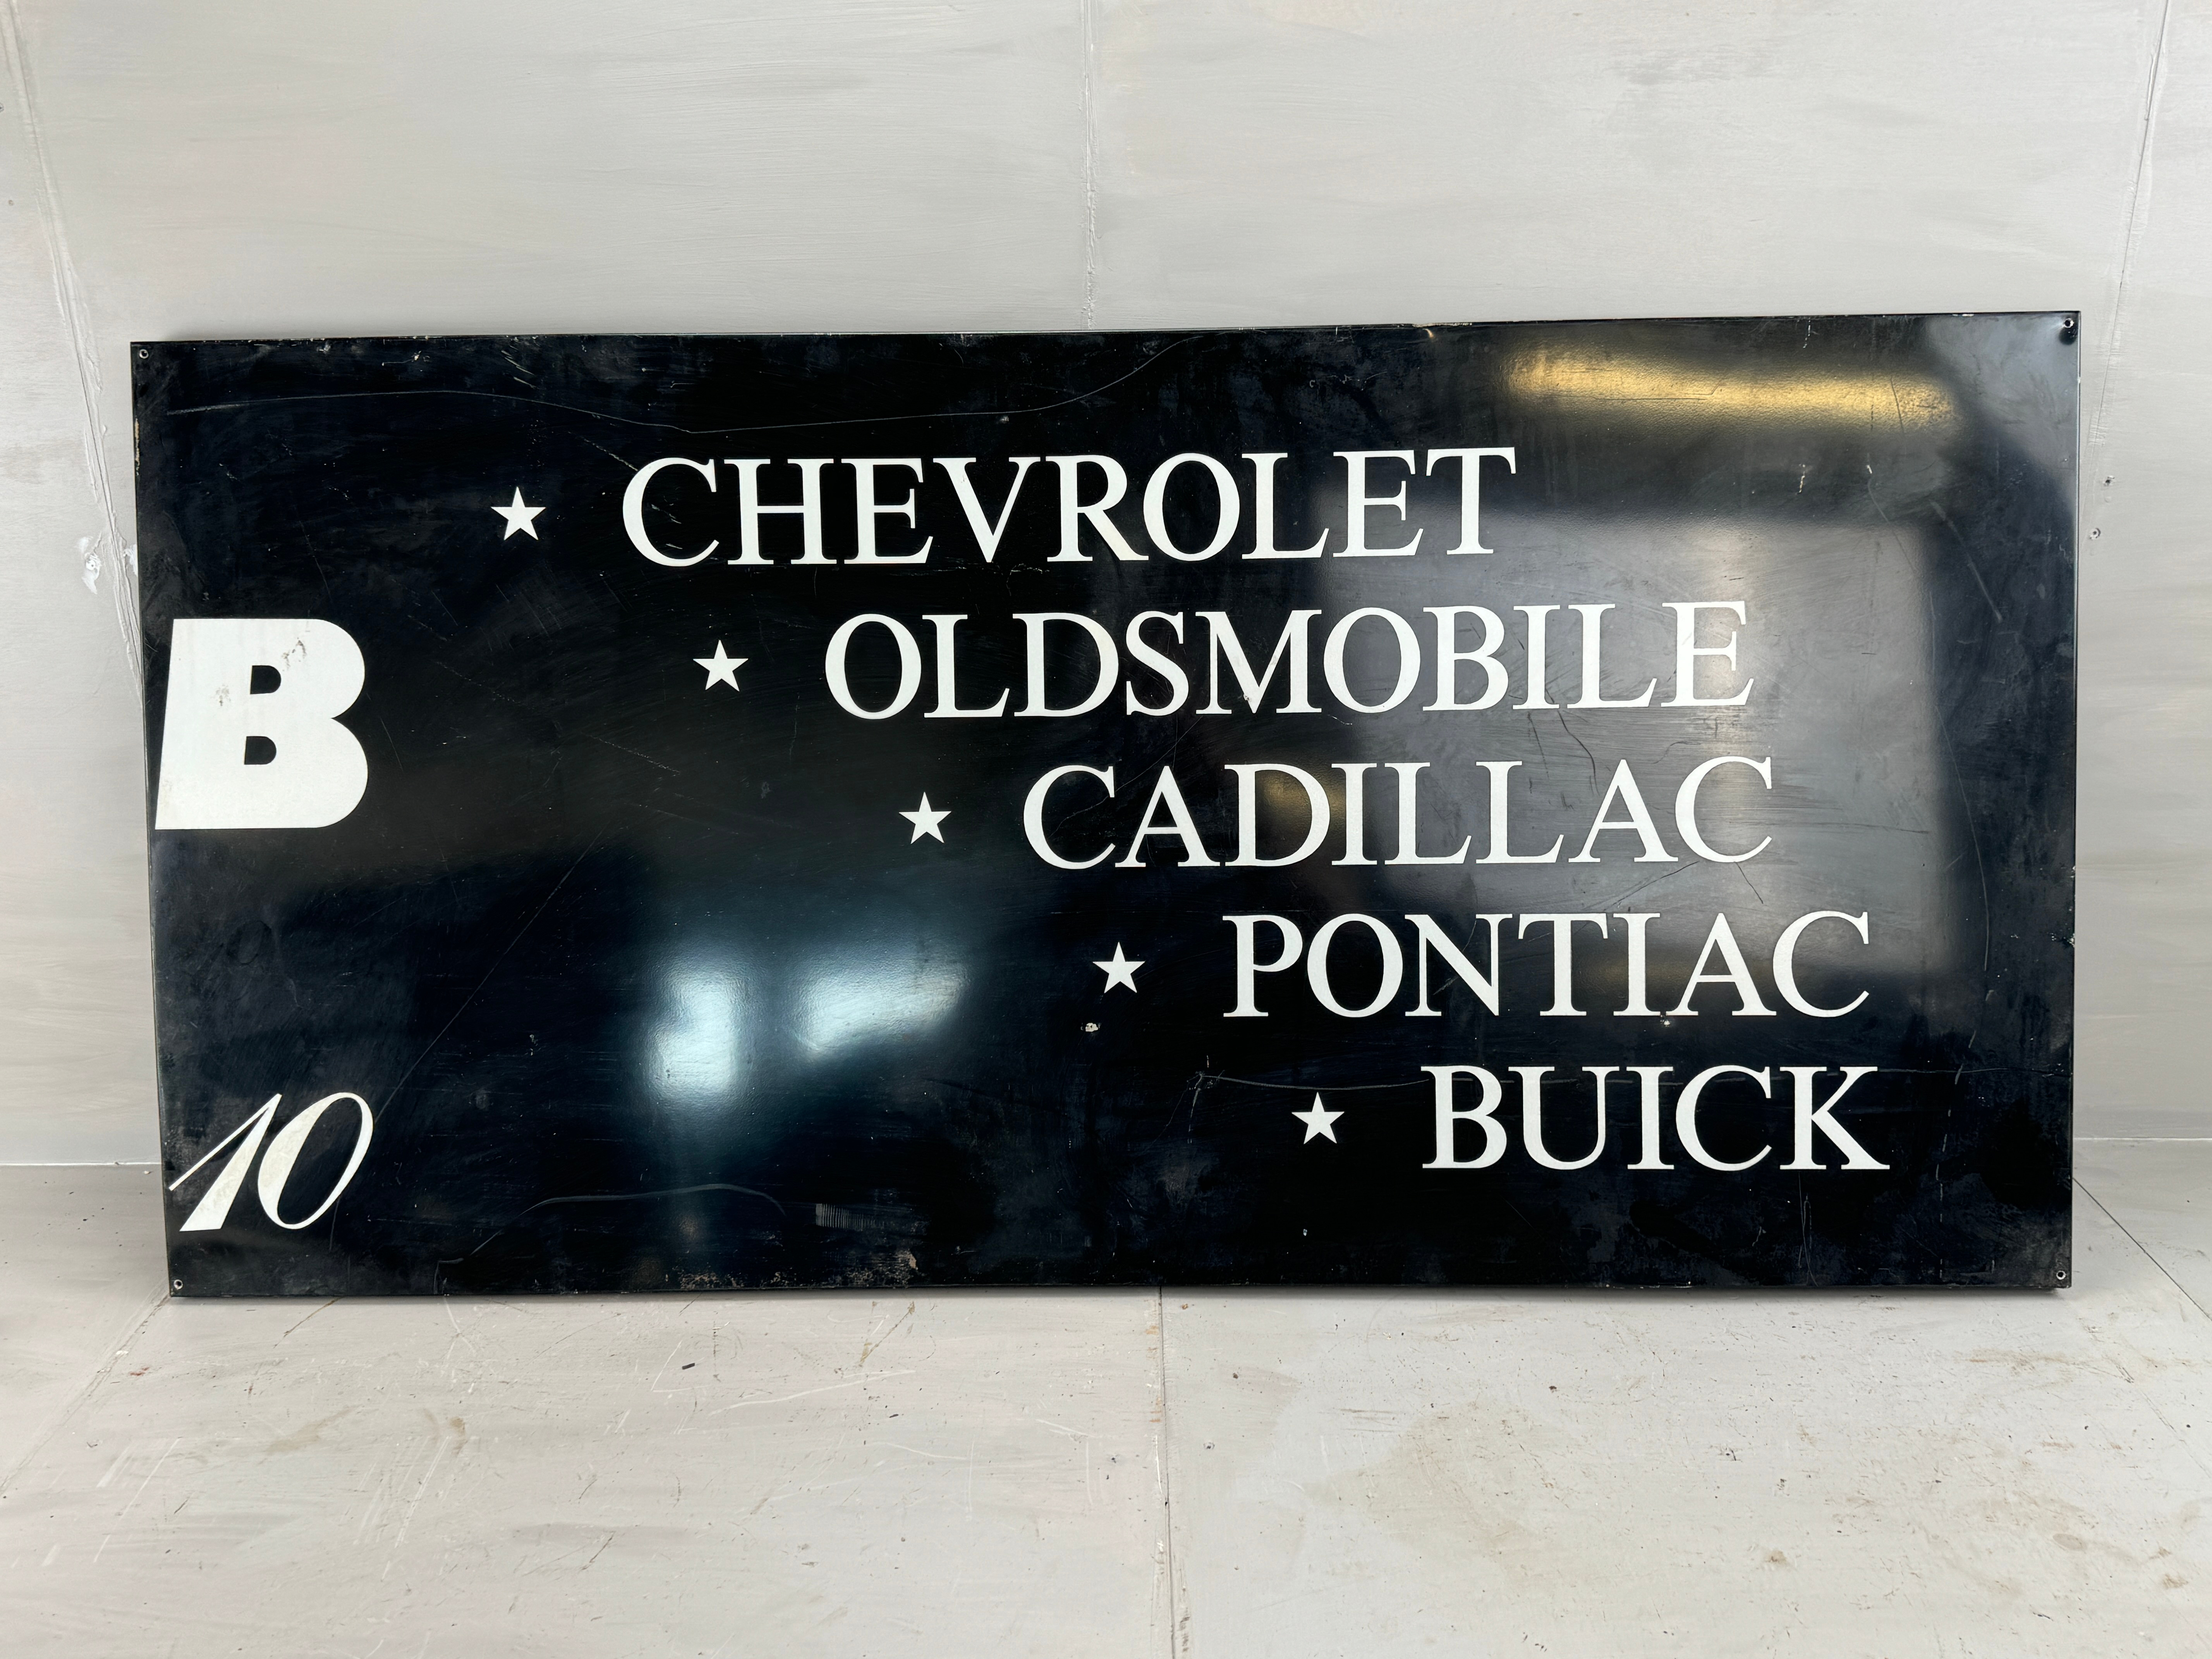 ★ CHEVROLET
★ OLDSMOBILE
B
★ CADILLAC
★ PONTIAC
★ BUICK
10